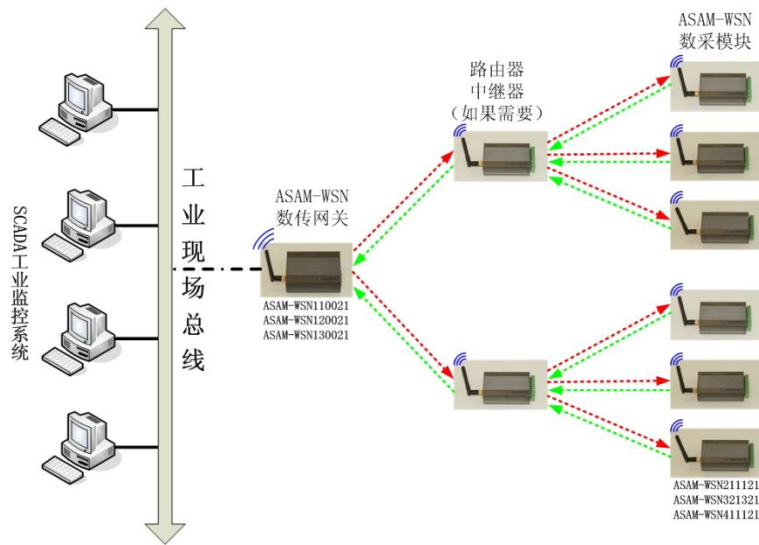 SCADA工业监控系统
工业现场总线
ASAM-WSN
数传网关
ASAM-WSN110021
ASAM-WSN120021
ASAM-WSN130021
路由器
中继器
（如果需要）
ASAM-WSN
数采模块
ASAM-WSN211121
ASAM-WSN321321
ASAM-WSN411121